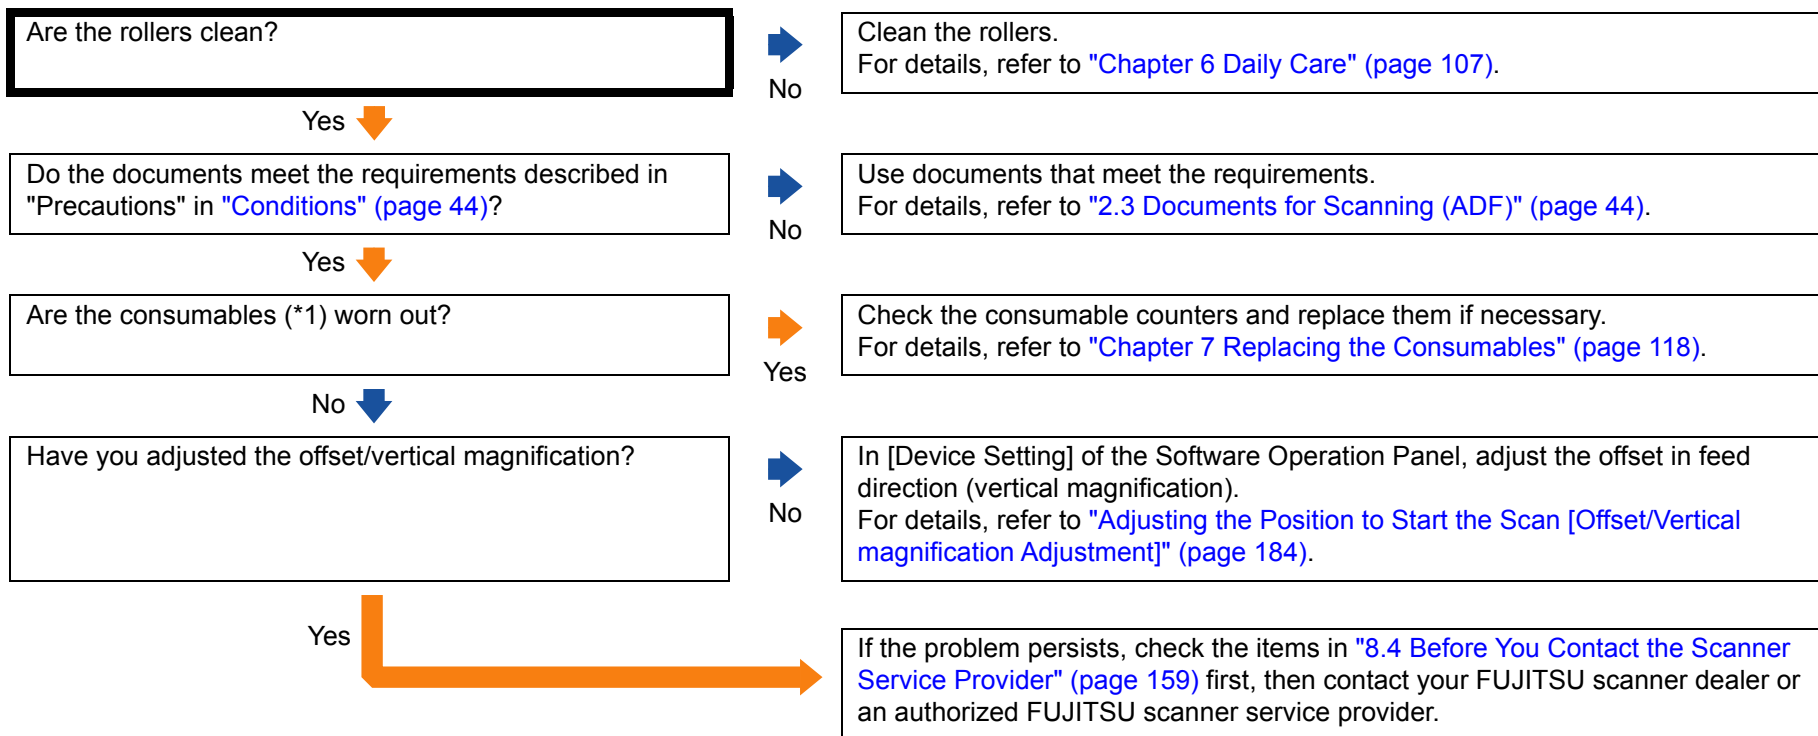 Are the rollers clean?
No
Clean the rollers.
For details, refer to "Chapter 6 Daily Care" (page 107).
Yes
Do the documents meet the requirements described in
"Precautions" in "Conditions" (page 44)?
No
Use documents that meet the requirements.
For details, refer to "2.3 Documents for Scanning (ADF)" (page 44).
Yes
Are the consumables (*1) worn out?
Yes
Check the consumable counters and replace them if necessary.
For details, refer to "Chapter 7 Replacing the Consumables" (page 118).
No
Have you adjusted the offset/vertical magnification?
No
In [Device Setting] of the Software Operation Panel, adjust the offset in feed
direction (vertical magnification).
For details, refer to "Adjusting the Position to Start the Scan [Offset/Vertical
magnification Adjustment]" (page 184).
Yes
If the problem persists, check the items in "8.4 Before You Contact the Scanner
Service Provider" (page 159) first, then contact your FUJITSU scanner dealer or
an authorized FUJITSU scanner service provider.